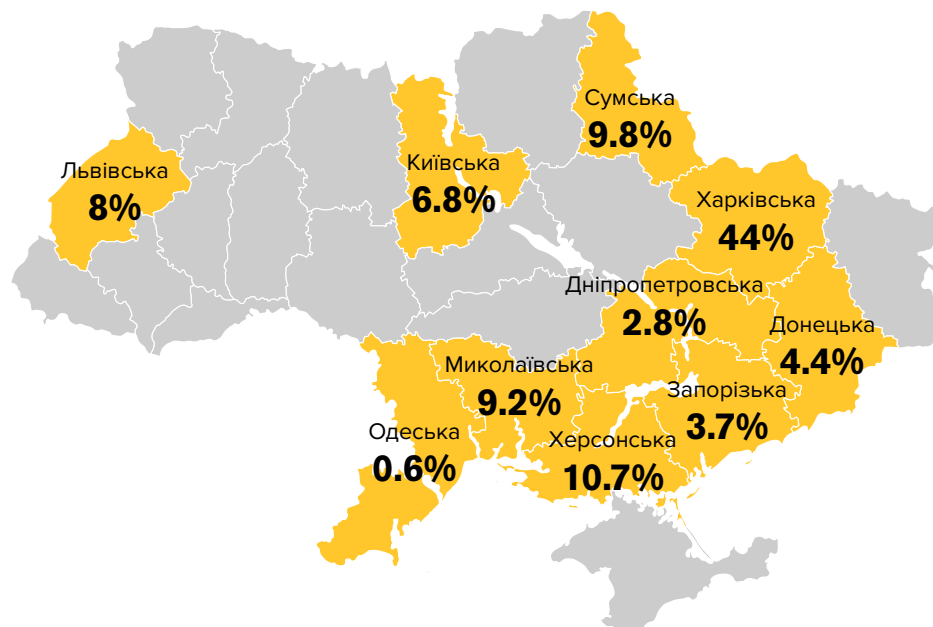 Сумська
9.8%
Львівська
8%
Київська
6.8%
Харківська
44%
Дніпропетровська
2.8%
Донецька
4.4%
Миколаївська
9.2%
Запорізька
3.7%
Одеська
0.6%
Херсонська
10.7%